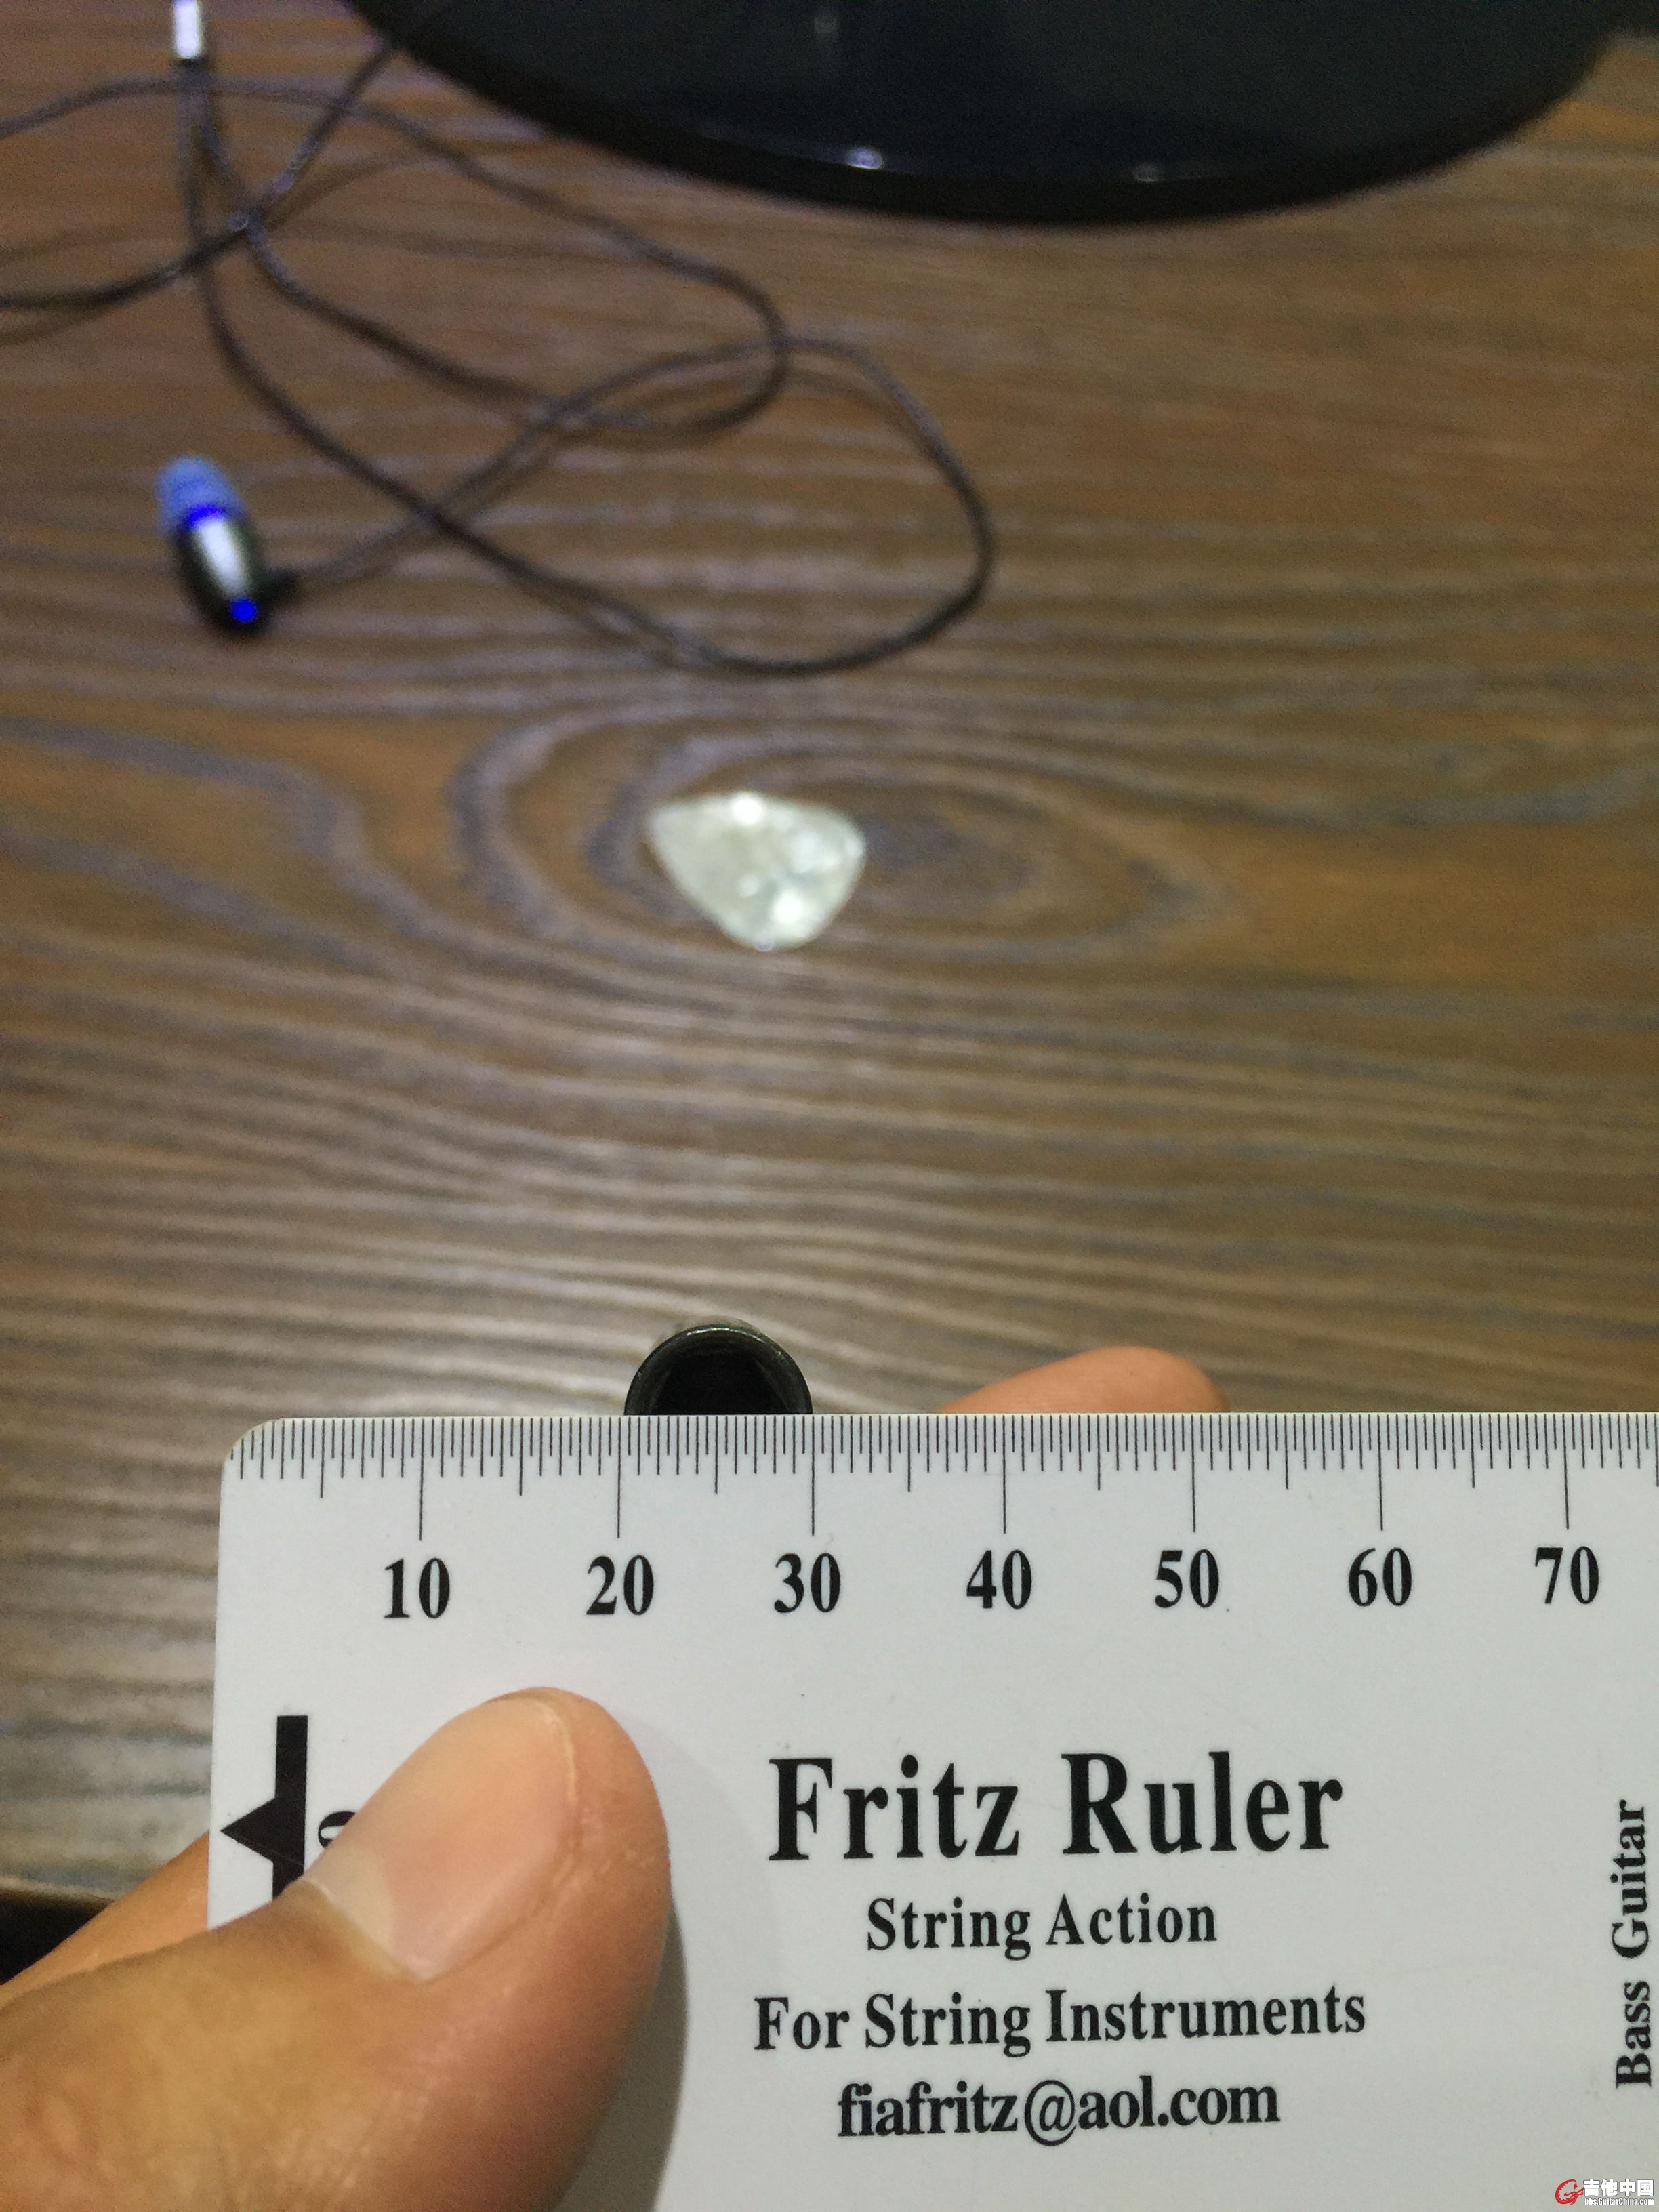 10 20 30 40 50 60 70
Fritz Ruler
String Action
For String Instruments
fiafritz@aol.com
Bass Guitar
吉他中国
bbs.GuitarChina.com